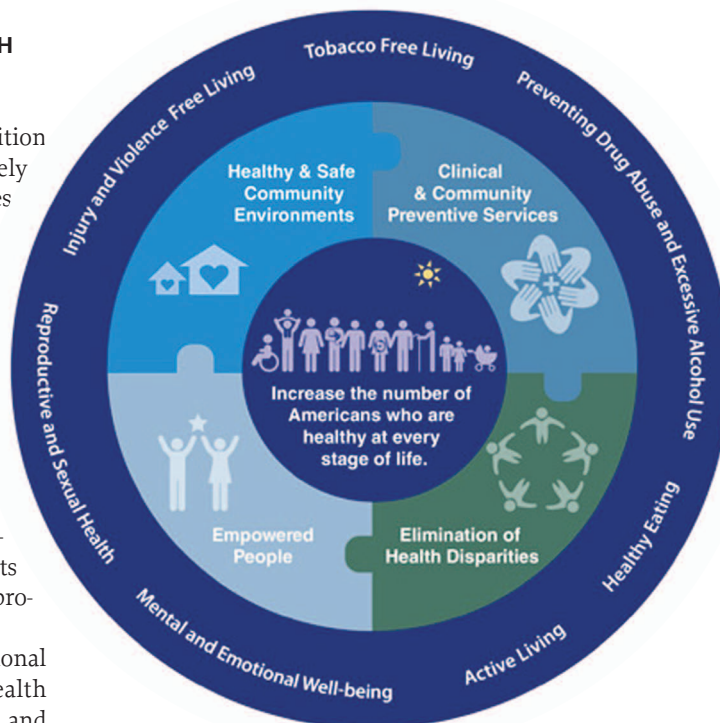 H
ition
ely
es
-
ts
pro-
ional
ealth
and
Tobacco Free Living
Preventing Drug Abuse and Excessive Alcohol Use
Healthy Eating
Active Living
Mental and Emotional Well-being
Reproductive and Sexual Health
Injury and Violence Free Living
Healthy & Safe
Community
Environments
Clinical
& Community
Preventive Services
Increase the number of
Americans who are
healthy at every
stage of life.
Empowered
People
Elimination of
Health Disparities